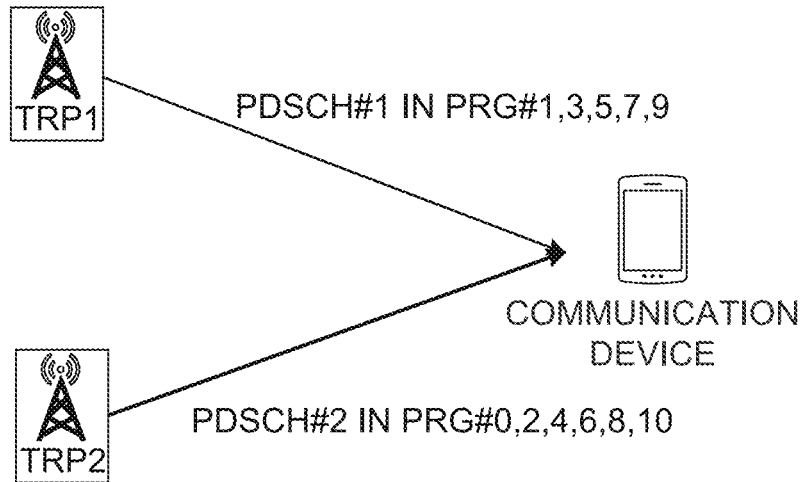 TRP1
PDSCH#1 IN PRG#1,3,5,7,9
COMMUNICATION
DEVICE
PDSCH#2 IN PRG#0,2,4,6,8,10
TRP2